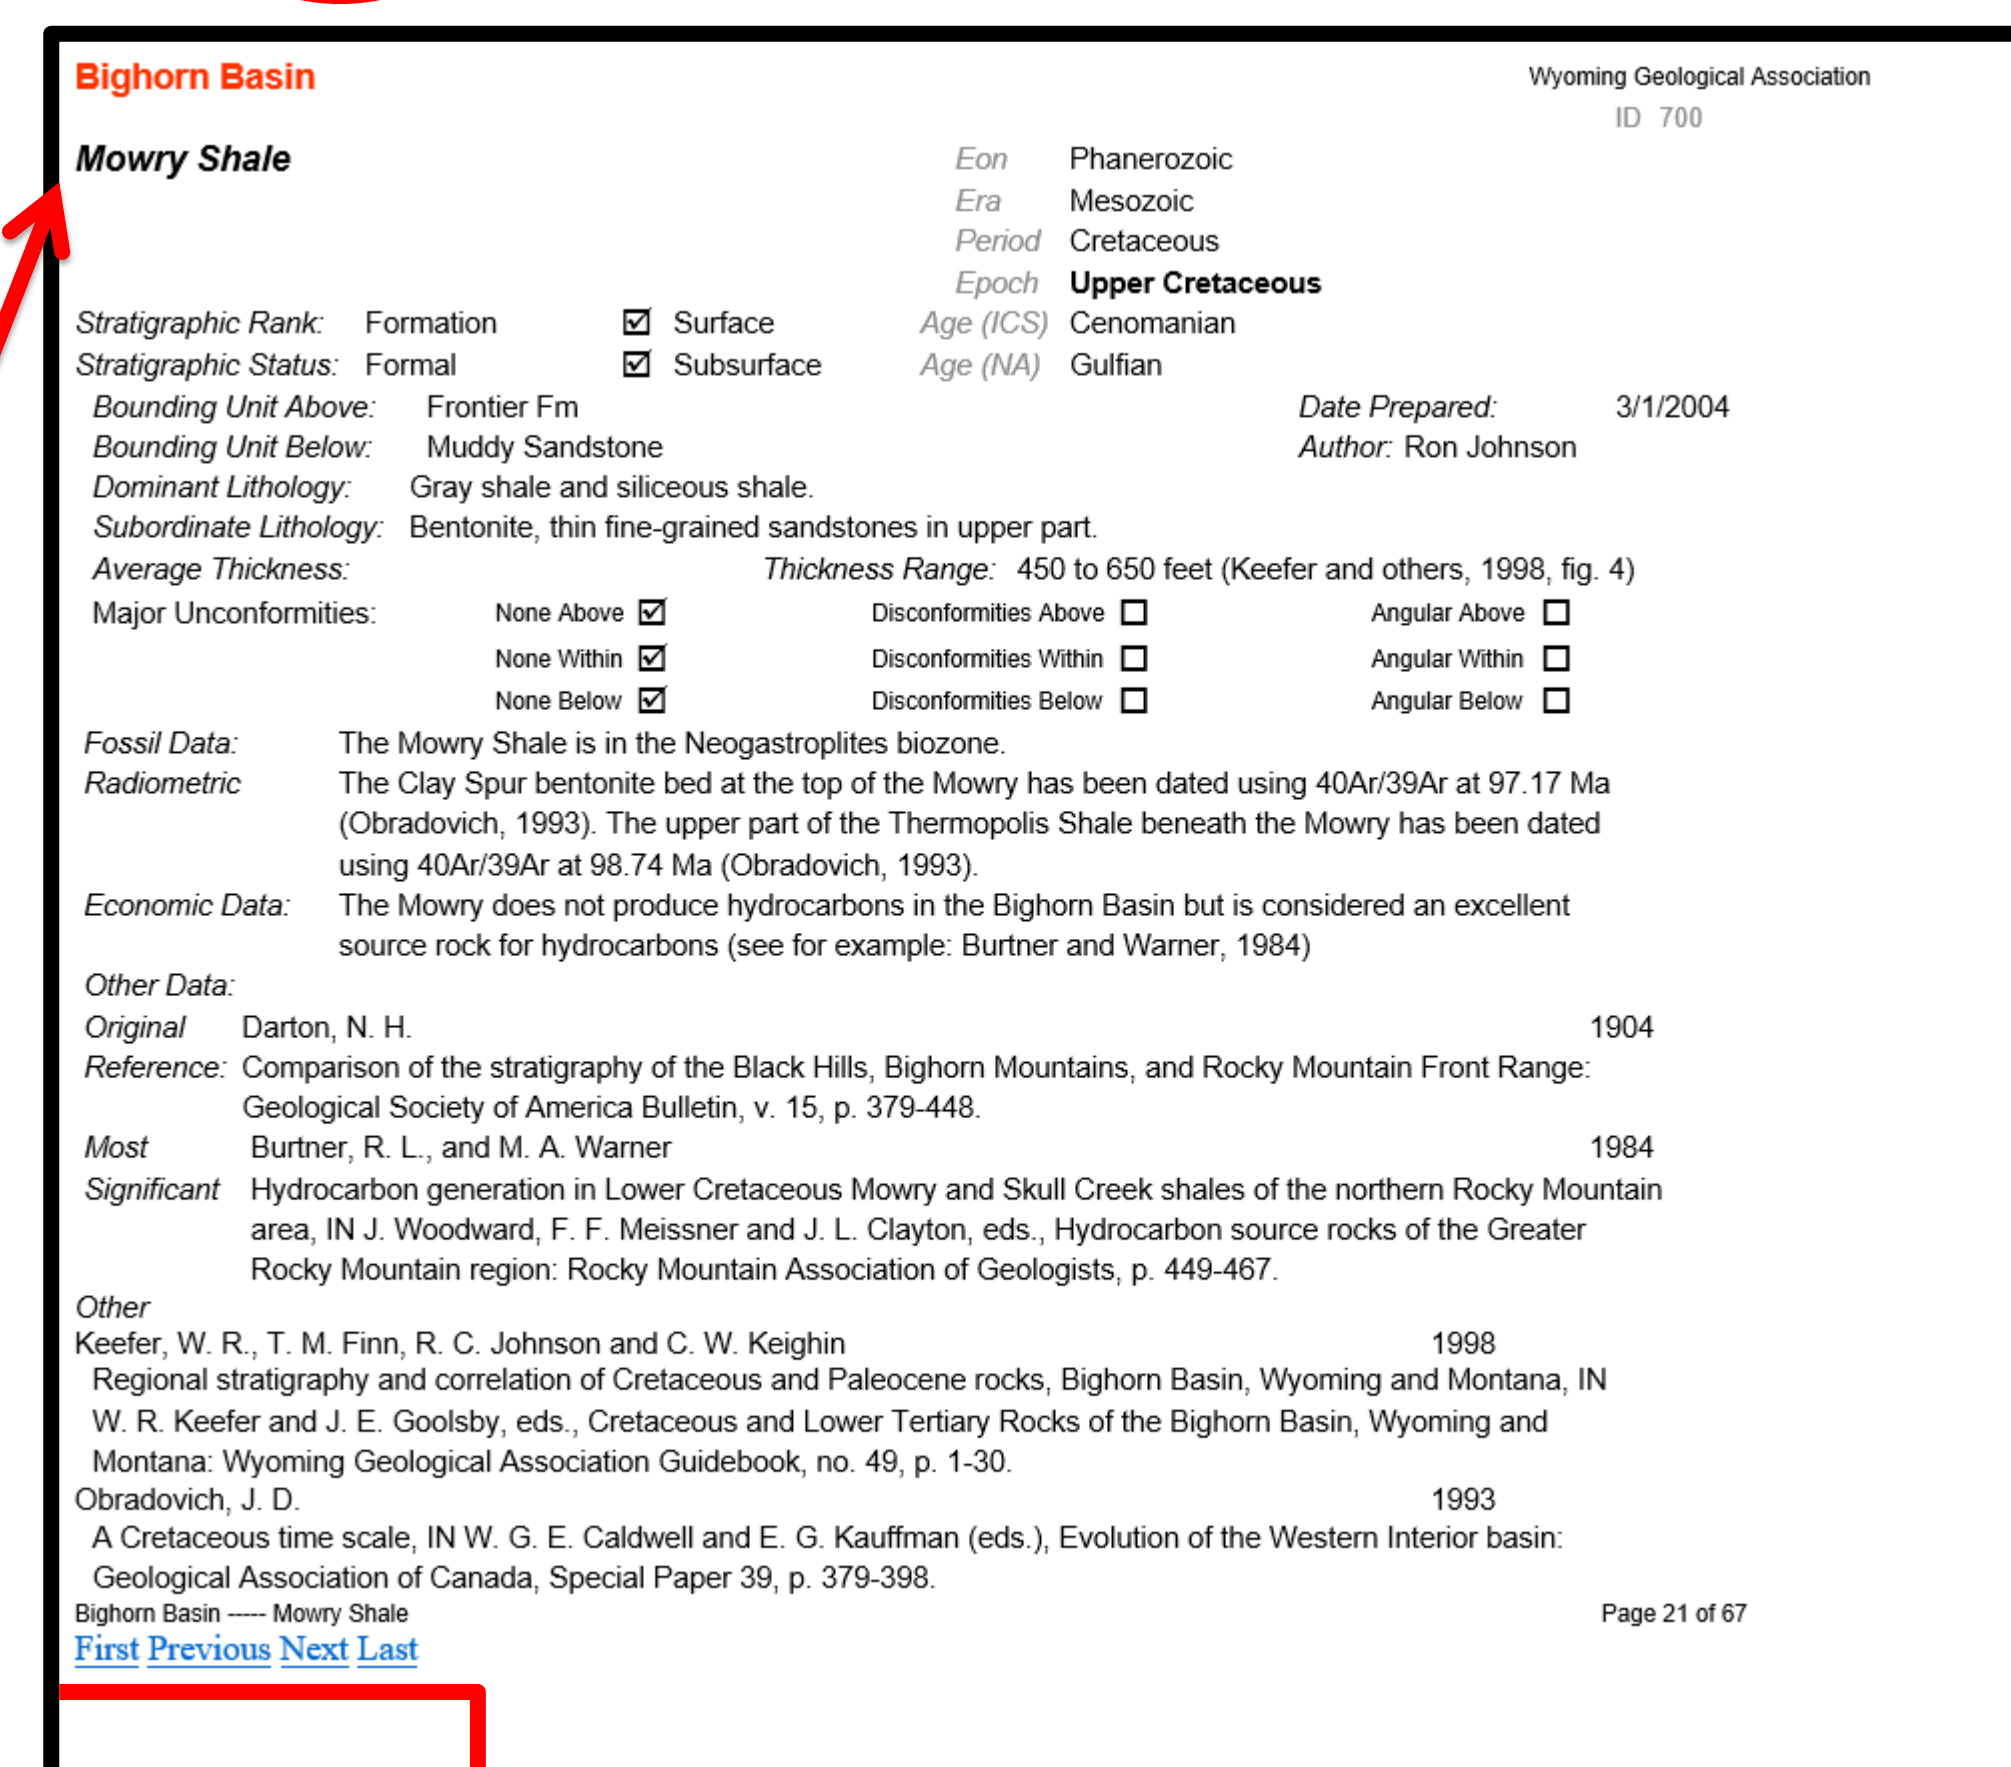 Bighorn Basin
Wyoming Geological Association
ID 700
Mowry Shale
Eon Phanerozoic
Era Mesozoic
Period Cretaceous
Epoch Upper Cretaceous
Stratigraphic Rank: Formation Surface Age (ICS) Cenomanian
Stratigraphic Status: Formal Subsurface Age (NA) Gulfian
Bounding Unit Above: Frontier Fm Date Prepared: 3/1/2004
Bounding Unit Below: Muddy Sandstone Author: Ron Johnson
Dominant Lithology: Gray shale and siliceous shale.
Subordinate Lithology: Bentonite, thin fine-grained sandstones in upper part.
Average Thickness: Thickness Range: 450 to 650 feet (Keefer and others, 1998, fig. 4)
Major Unconformities: None Above Disconformities Above Angular Above
None Within Disconformities Within Angular Within
None Below Disconformities Below Angular Below
Fossil Data: The Mowry Shale is in the Neogastroplites biozone.
Radiometric The Clay Spur bentonite bed at the top of the Mowry has been dated using 40Ar/39Ar at 97.17 Ma
(Obradovich, 1993). The upper part of the Thermopolis Shale beneath the Mowry has been dated
using 40Ar/39Ar at 98.74 Ma (Obradovich, 1993).
Economic Data: The Mowry does not produce hydrocarbons in the Bighorn Basin but is considered an excellent
source rock for hydrocarbons (see for example: Burtner and Warner, 1984)
Other Data:
Original Darton, N. H. 1904
Reference: Comparison of the stratigraphy of the Black Hills, Bighorn Mountains, and Rocky Mountain Front Range:
Geological Society of America Bulletin, v. 15, p. 379-448.
Most Burtner, R. L., and M. A. Warner 1984
Significant Hydrocarbon generation in Lower Cretaceous Mowry and Skull Creek shales of the northern Rocky Mountain
area, IN J. Woodward, F. F. Meissner and J. L. Clayton, eds., Hydrocarbon source rocks of the Greater
Rocky Mountain region: Rocky Mountain Association of Geologists, p. 449-467.
Other
Keefer, W. R., T. M. Finn, R. C. Johnson and C. W. Keighin 1998
Regional stratigraphy and correlation of Cretaceous and Paleocene rocks, Bighorn Basin, Wyoming and Montana, IN
W. R. Keefer and J. E. Goolsby, eds., Cretaceous and Lower Tertiary Rocks of the Bighorn Basin, Wyoming and
Montana: Wyoming Geological Association Guidebook, no. 49, p. 1-30.
Obradovich, J. D. 1993
A Cretaceous time scale, IN W. G. E. Caldwell and E. G. Kauffman (eds.), Evolution of the Western Interior basin:
Geological Association of Canada, Special Paper 39, p. 379-398.
Bighorn Basin ----- Mowry Shale Page 21 of 67
First Previous Next Last